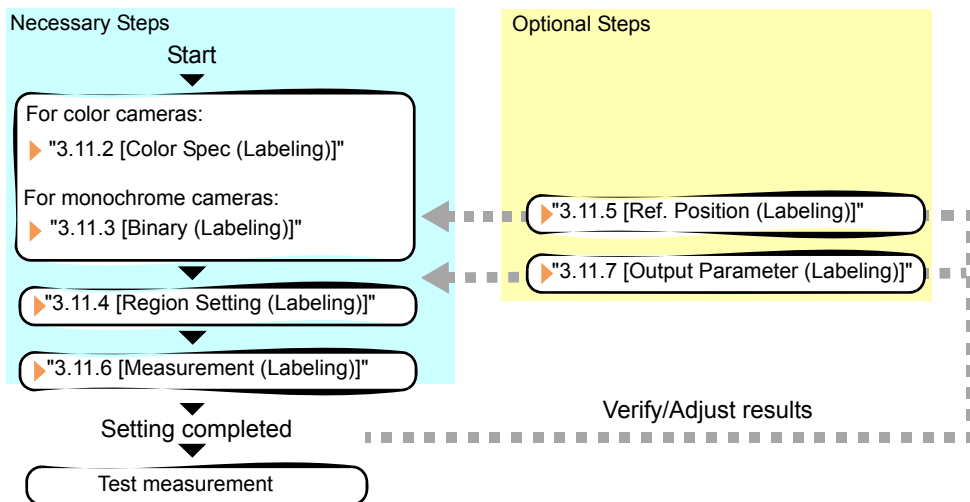 Necessary Steps
Start
For color cameras:
"3.11.2 [Color Spec (Labeling)]"
For monochrome cameras:
"3.11.3 [Binary (Labeling)]"
"3.11.4 [Region Setting (Labeling)]"
"3.11.6 [Measurement (Labeling)]"
Setting completed
Test measurement
Optional Steps
"3.11.5 [Ref. Position (Labeling)]"
"3.11.7 [Output Parameter (Labeling)]"
Verify/Adjust results